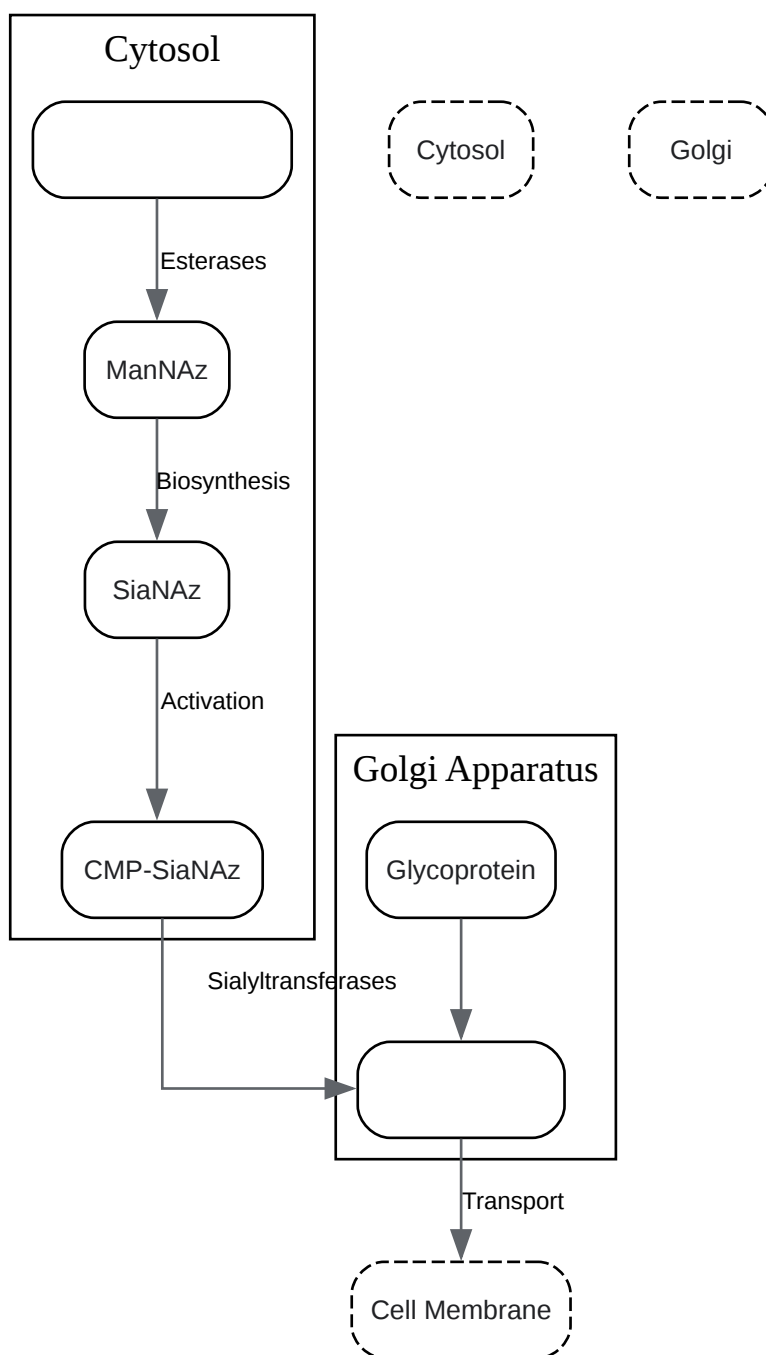 Cytosol
Cytosol
Golgi
Esterases
ManNAz
Biosynthesis
SiaNAz
Activation
Golgi Apparatus
CMP-SiaNAz
Glycoprotein
Sialyltransferases
Transport
Cell Membrane